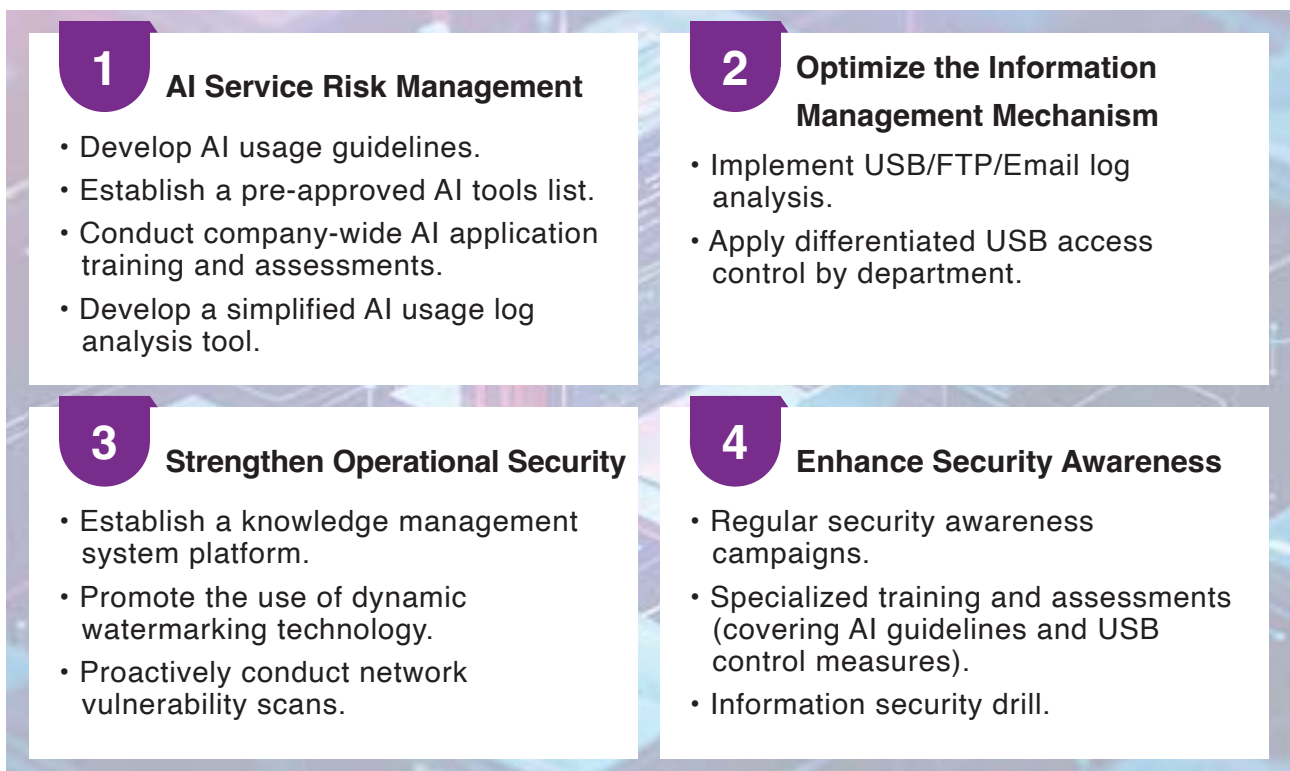 1
AI Service Risk Management
• Develop AI usage guidelines.
• Establish a pre-approved AI tools list.
• Conduct company-wide AI application
training and assessments.
• Develop a simplified AI usage log
analysis tool.
2
Optimize the Information
Management Mechanism
• Implement USB/FTP/Email log
analysis.
• Apply differentiated USB access
control by department.
3
Strengthen Operational Security
• Establish a knowledge management
system platform.
• Promote the use of dynamic
watermarking technology.
• Proactively conduct network
vulnerability scans.
4
Enhance Security Awareness
• Regular security awareness
campaigns.
• Specialized training and assessments
(covering AI guidelines and USB
control measures).
• Information security drill.